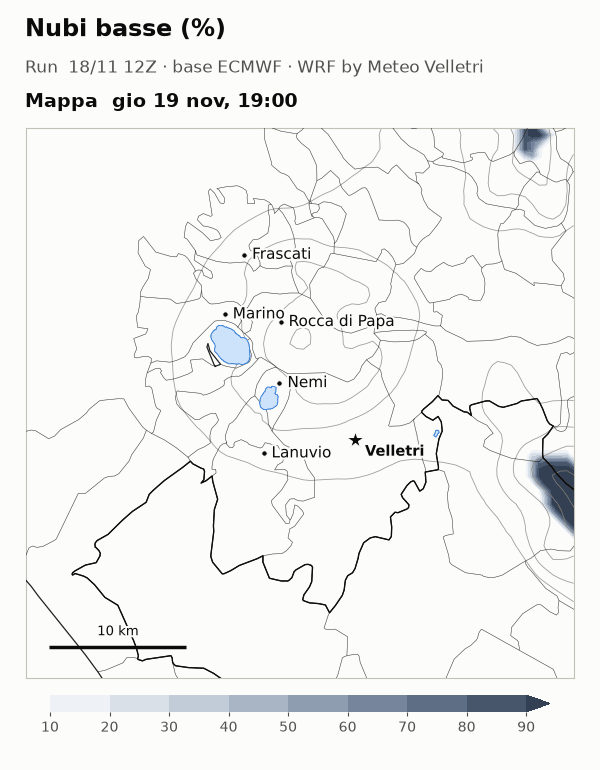 Nubi basse (%)
Run  18/11 12Z · base ECMWF · WRF by Meteo Velletri
Mappa  gio 19 nov, 19:00
Frascati
Marino
Rocca di Papa
Nemi
Velletri
Lanuvio
10 km
10 20 30 40 50 60 70 80 90